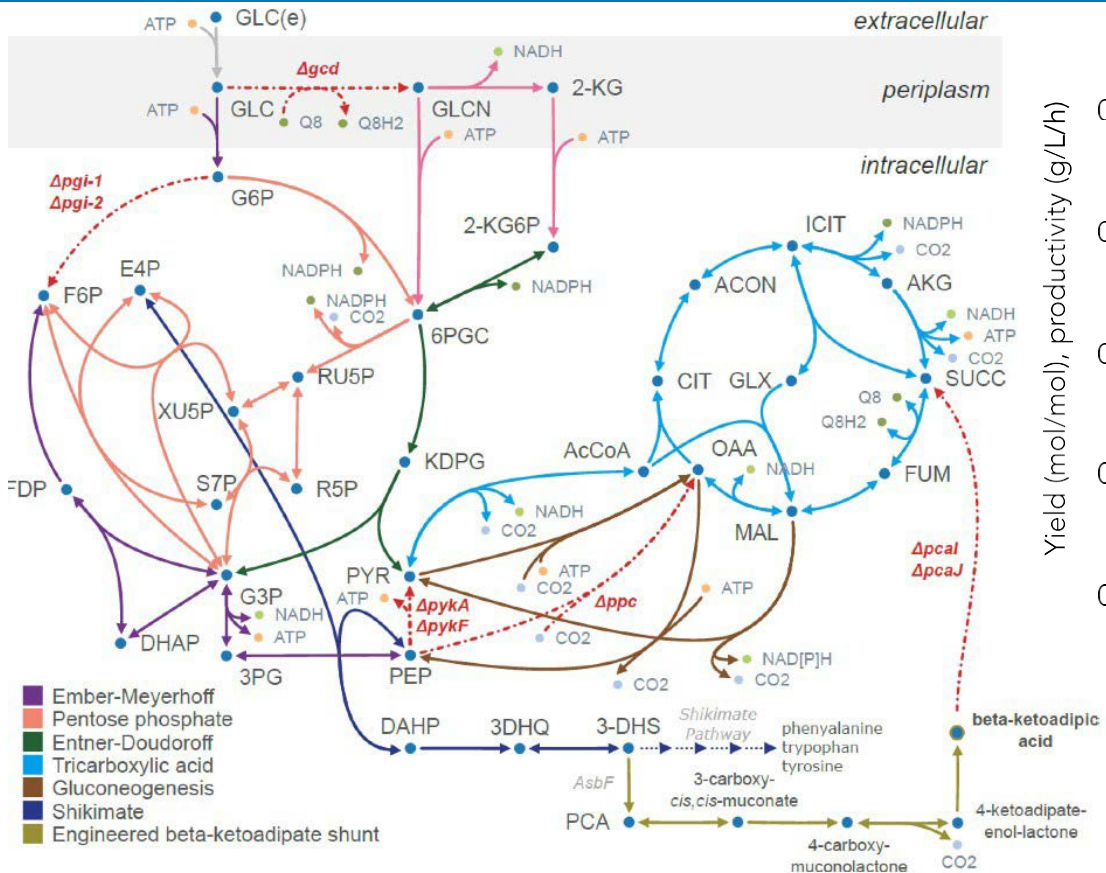 GLC(e)
ATP
extracellular
NADH
Δgcd
GLC
Q8
Q8H2
GLCN
2-KG
periplasm
ATP
ATP
ATP
intracellular
Δpgi-1
Δpgi-2
G6P
2-KG6P
ICIT
NADPH
CO2
E4P
NADPH
NADPH
ACON
AKG
F6P
NADPH
CO2
6PGC
NADH
ATP
CO2
RU5P
CIT
GLX
SUCC
XU5P
Q8
Q8H2
AcCoA
OAA
KDPG
NADH
FUM
FDP
S7P
R5P
NADH
CO2
MAL
PYR
ATP
CO2
ΔpcaI
ΔpcaJ
G3P
NADH
ATP
ATP
ΔpykA
ΔpykF
Δppc
ATP
CO2
DHAP
3PG
PEP
NAD[P]H
CO2
CO2
Ember-Meyerhoff
Pentose phosphate
Entner-Doudoroff
Tricarboxylic acid
Gluconeogenesis
Shikimate
Engineered beta-ketoadipate shunt
DAHP
3DHQ
3-DHS
Shikimate
Pathway
phenyalanine
trypophan
tyrosine
beta-ketoadipic
acid
AsbF
3-carboxy-
cis,cis-muconate
PCA
4-carboxy-
muconolactone
4-ketoadipate-
enol-lactone
CO2
Yield (mol/mol), productivity (g/L/h)